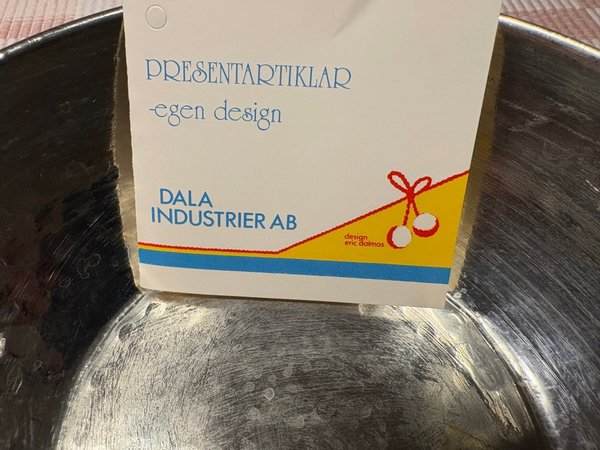 PRESENTARTIKLAR
-egen design
DALA
INDUSTRIER AB
design
eric dalmas